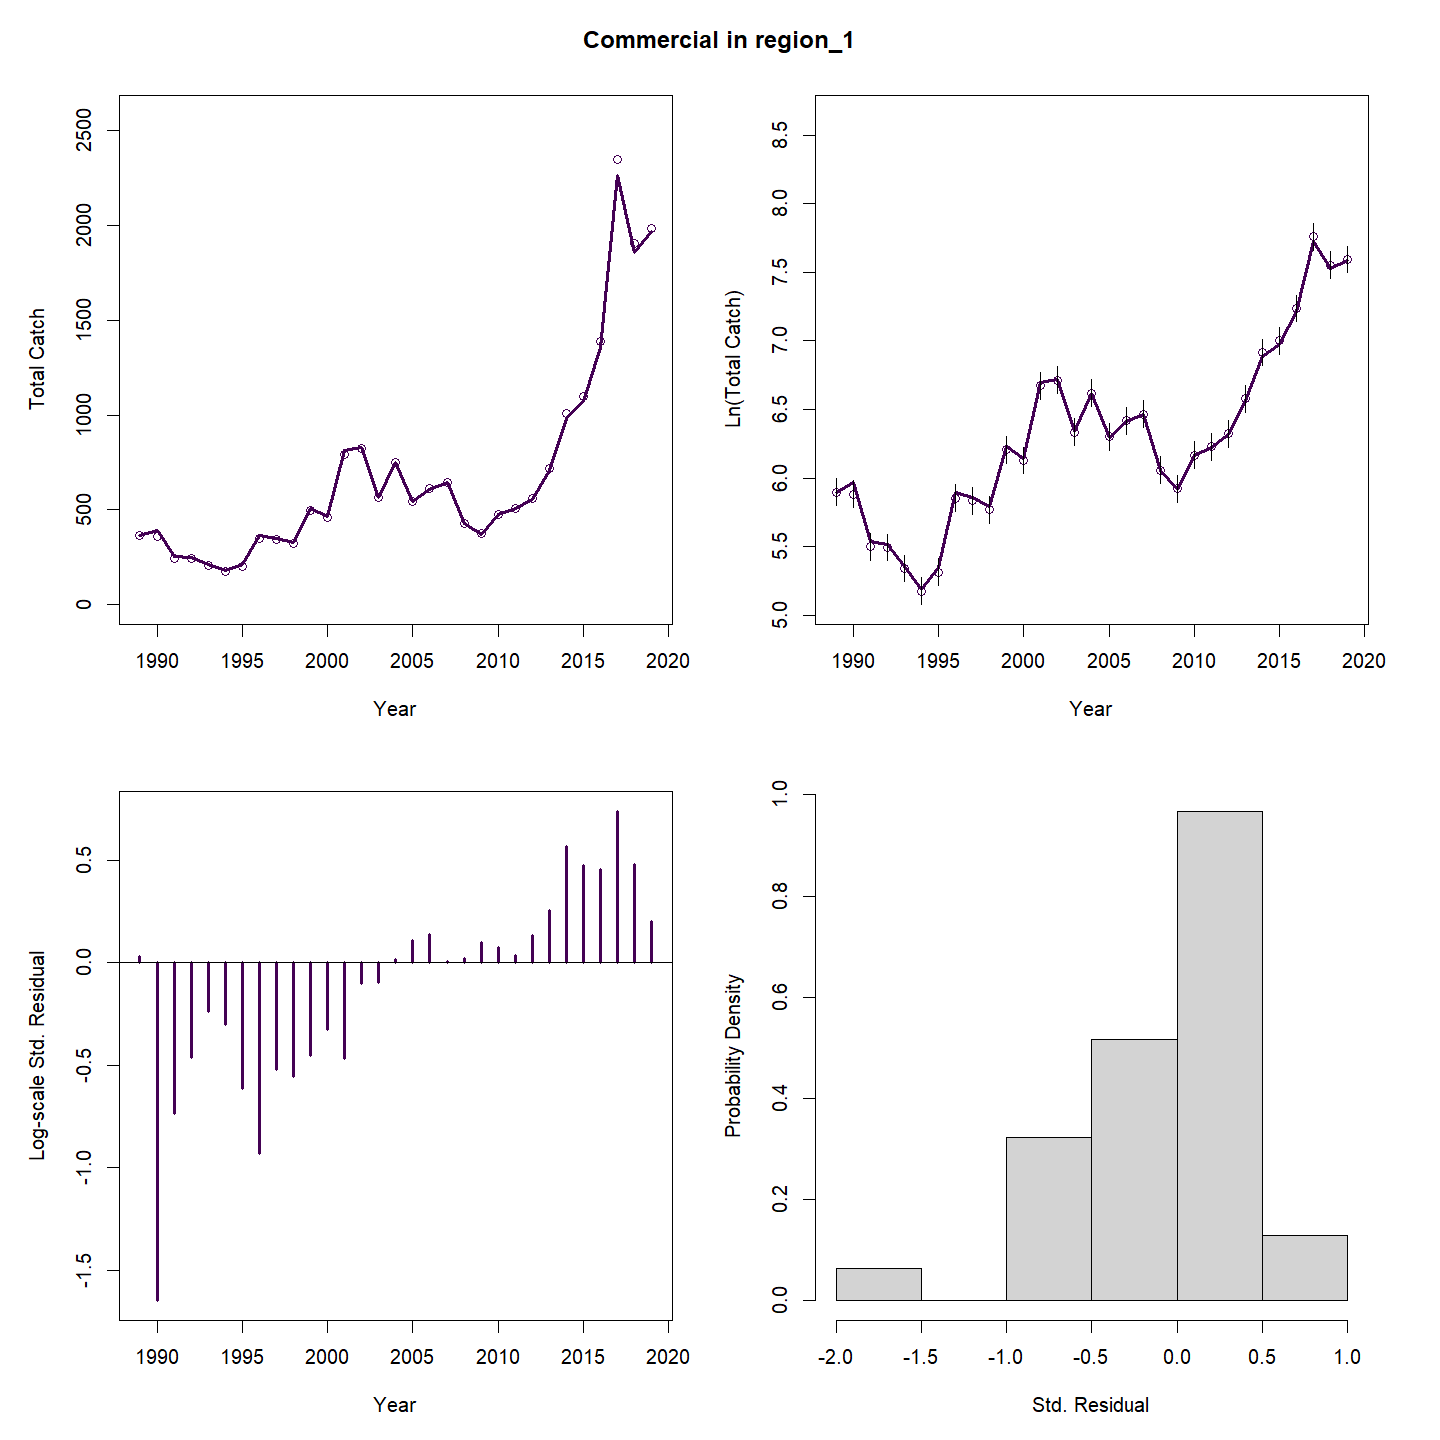 Commercial in region_1
Total Catch
2500
2000
1500
1000
500
0
1990 1995 2000 2005 2010 2015 2020
Year
Ln(Total Catch)
8.5
8.0
7.5
7.0
6.5
6.0
5.5
5.0
1990 1995 2000 2005 2010 2015 2020
Year
Log-scale Std. Residual
0.5
0.0
-0.5
-1.0
-1.5
1990 1995 2000 2005 2010 2015 2020
Year
Probability Density
1.0
0.8
0.6
0.4
0.2
0.0
-2.0 -1.5 -1.0 -0.5 0.0 0.5 1.0
Std. Residual